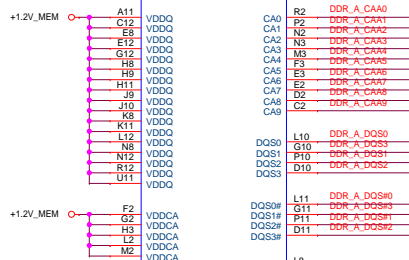 A11 VDDQ CA0 R2 DDR_A_CAA0
+1.2V_MEM C12 VDDQ CA1 P2 DDR_A_CAA1
E8 VDDQ CA2 N2 DDR_A_CAA2
E12 VDDQ CA3 N3 DDR_A_CAA3
G12 VDDQ CA4 M3 DDR_A_CAA4
H8 VDDQ CA5 F3 DDR_A_CAA5
H9 VDDQ CA6 E3 DDR_A_CAA6
H11 VDDQ CA7 E2 DDR_A_CAA7
J9 VDDQ CA8 D2 DDR_A_CAA8
J10 VDDQ CA9 C2 DDR_A_CAA9
K8 VDDQ
K11 VDDQ
L12 VDDQ DQS0 L10 DDR_A_DQS0
N8 VDDQ DQS1 G10 DDR_A_DQS3
N12 VDDQ DQS2 P10 DDR_A_DQS1
R12 VDDQ DQS3 D10 DDR_A_DQS2
U11 VDDQ
DQS0# L11 DDR_A_DQS#0
+1.2V_MEM F2 VDDCA DQS1# G11 DDR_A_DQS#3
G2 VDDCA DQS2# P11 DDR_A_DQS#1
H3 VDDCA DQS3# D11 DDR_A_DQS#2
L2 VDDCA
M2 VDDCA